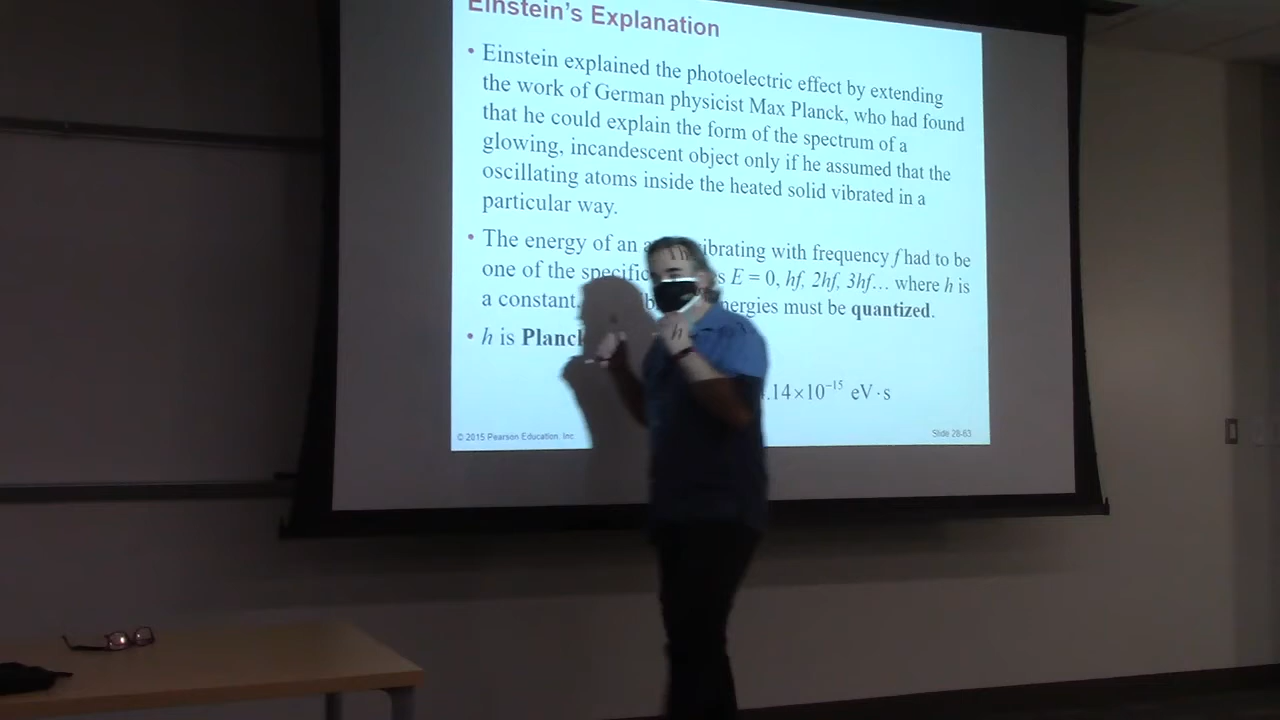 Einstein's Explanation
• Einstein explained the photoelectric effect by extending
the work of German physicist Max Planck, who had found
that he could explain the form of the spectrum of a
glowing, incandescent object only if he assumed that the
oscillating atoms inside the heated solid vibrated in a
particular way.
• The energy of an a ibrating with frequency f had to be
one of the specific s E = 0, hf, 2hf, 3hf… where h is
a constant. nergies must be quantized.
• h is Planck
.14×10⁻¹⁵ eV·s
© 2015 Pearson Education, Inc
Slide 28-63